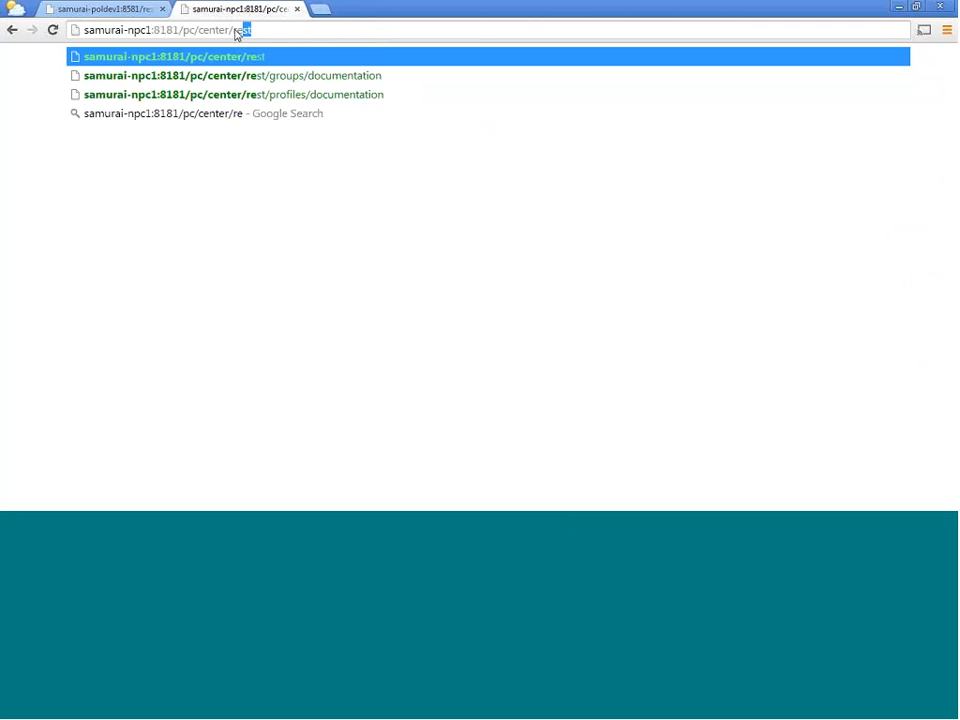 samurai-poldev1:8581/re
samurai-npc1:8181/pc/ce
samurai-npc1:8181/pc/center/rest
samurai-npc1:8181/pc/center/rest
samurai-npc1:8181/pc/center/rest/groups/documentation
samurai-npc1:8181/pc/center/rest/profiles/documentation
samurai-npc1:8181/pc/center/re - Google Search